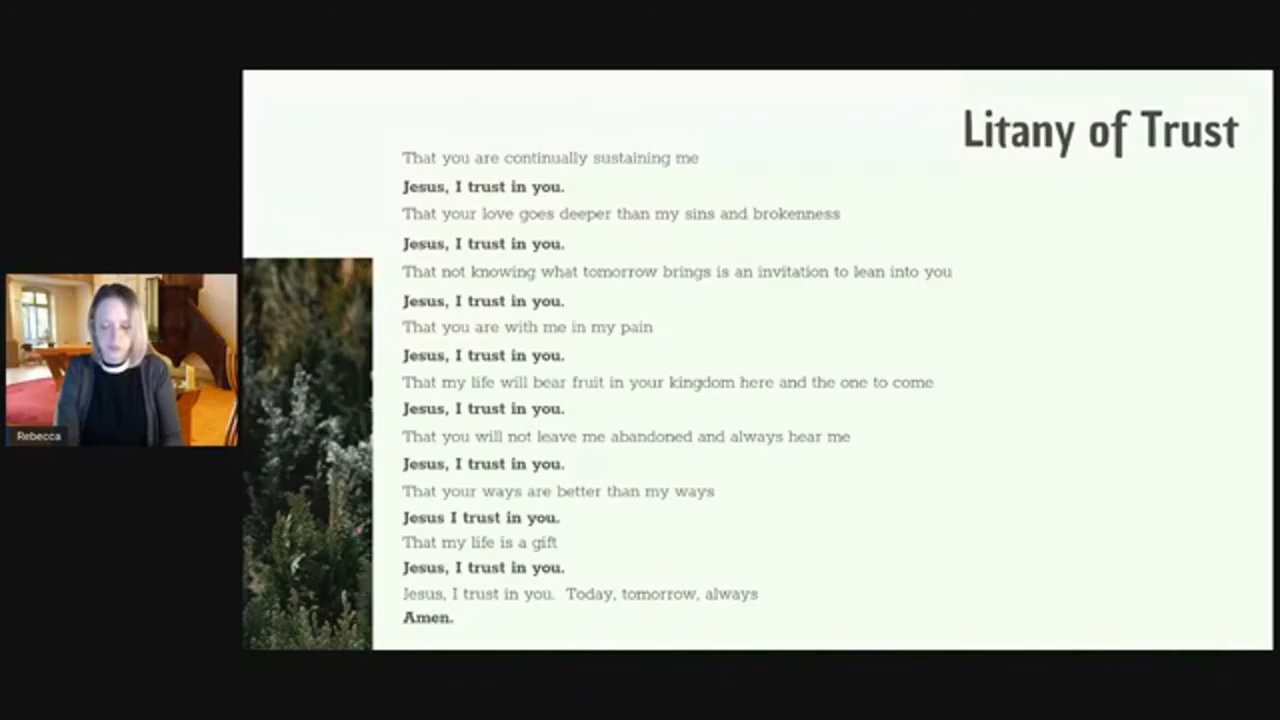 Litany of Trust
That you are continually sustaining me
Jesus, I trust in you.
That your love goes deeper than my sins and brokenness
Jesus, I trust in you.
That not knowing what tomorrow brings is an invitation to lean into you
Jesus, I trust in you.
That you are with me in my pain
Jesus, I trust in you.
That my life will bear fruit in your kingdom here and the one to come
Jesus, I trust in you.
That you will not leave me abandoned and always hear me
Jesus, I trust in you.
That your ways are better than my ways
Jesus I trust in you.
That my life is a gift
Jesus, I trust in you.
Jesus, I trust in you. Today, tomorrow, always
Amen.
Rebecca